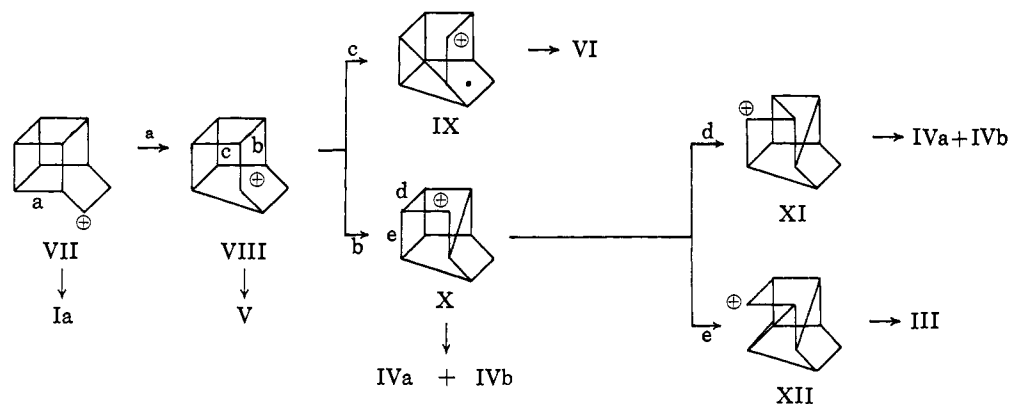 c
⊕
→ VI
IX
a
d
⊕
→ IVa + IVb
c b
⊕
a
⊕
XI
VII
VIII
d
⊕
e
b
↓
↓
X
⊕
→ III
Ia
V
↓
e
IVa + IVb
XII